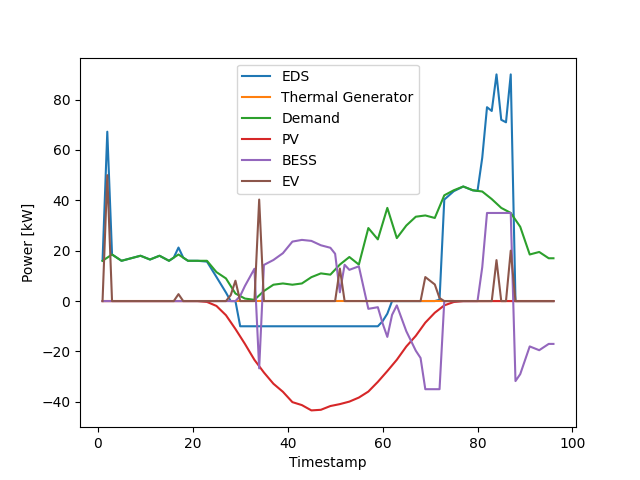 EDS
Thermal Generator
Demand
PV
BESS
EV
Power [kW]
80
60
40
20
0
−20
−40
0 20 40 60 80 100
Timestamp